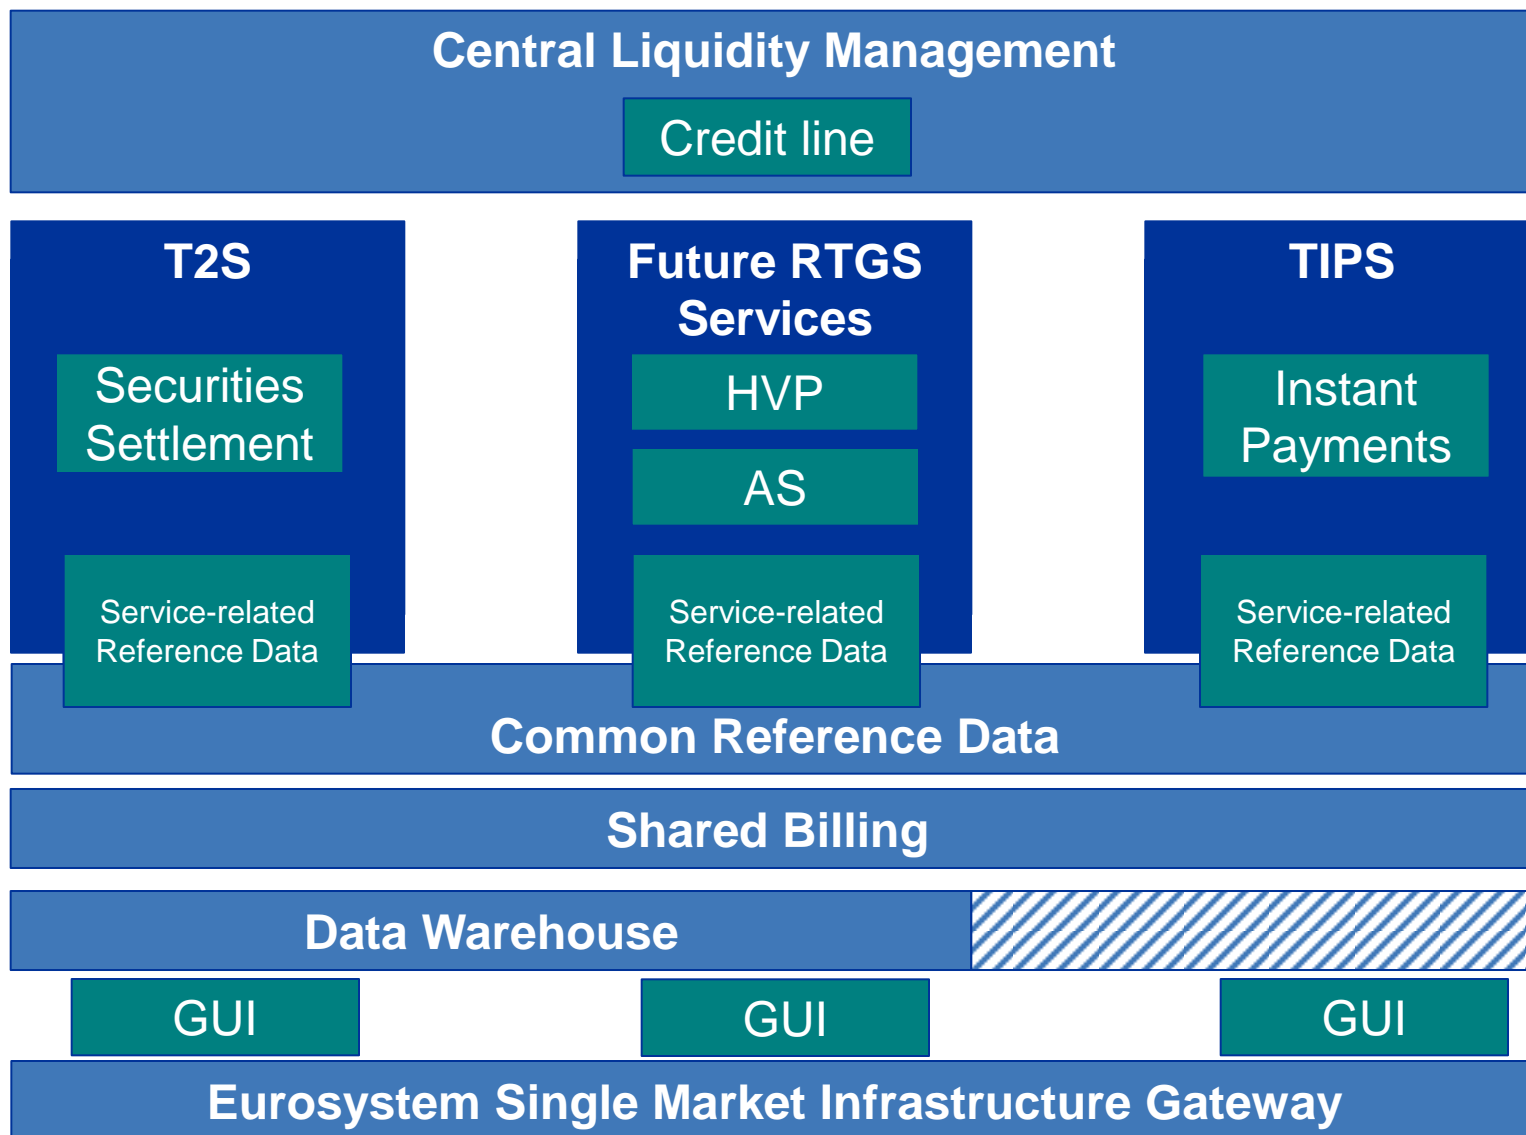 Central Liquidity Management
Credit line
T2S
Future RTGS
Services
TIPS
Securities
Settlement
HVP
AS
Instant
Payments
Service-related
Reference Data
Service-related
Reference Data
Service-related
Reference Data
Common Reference Data
Shared Billing
Data Warehouse
GUI
GUI
GUI
Eurosystem Single Market Infrastructure Gateway